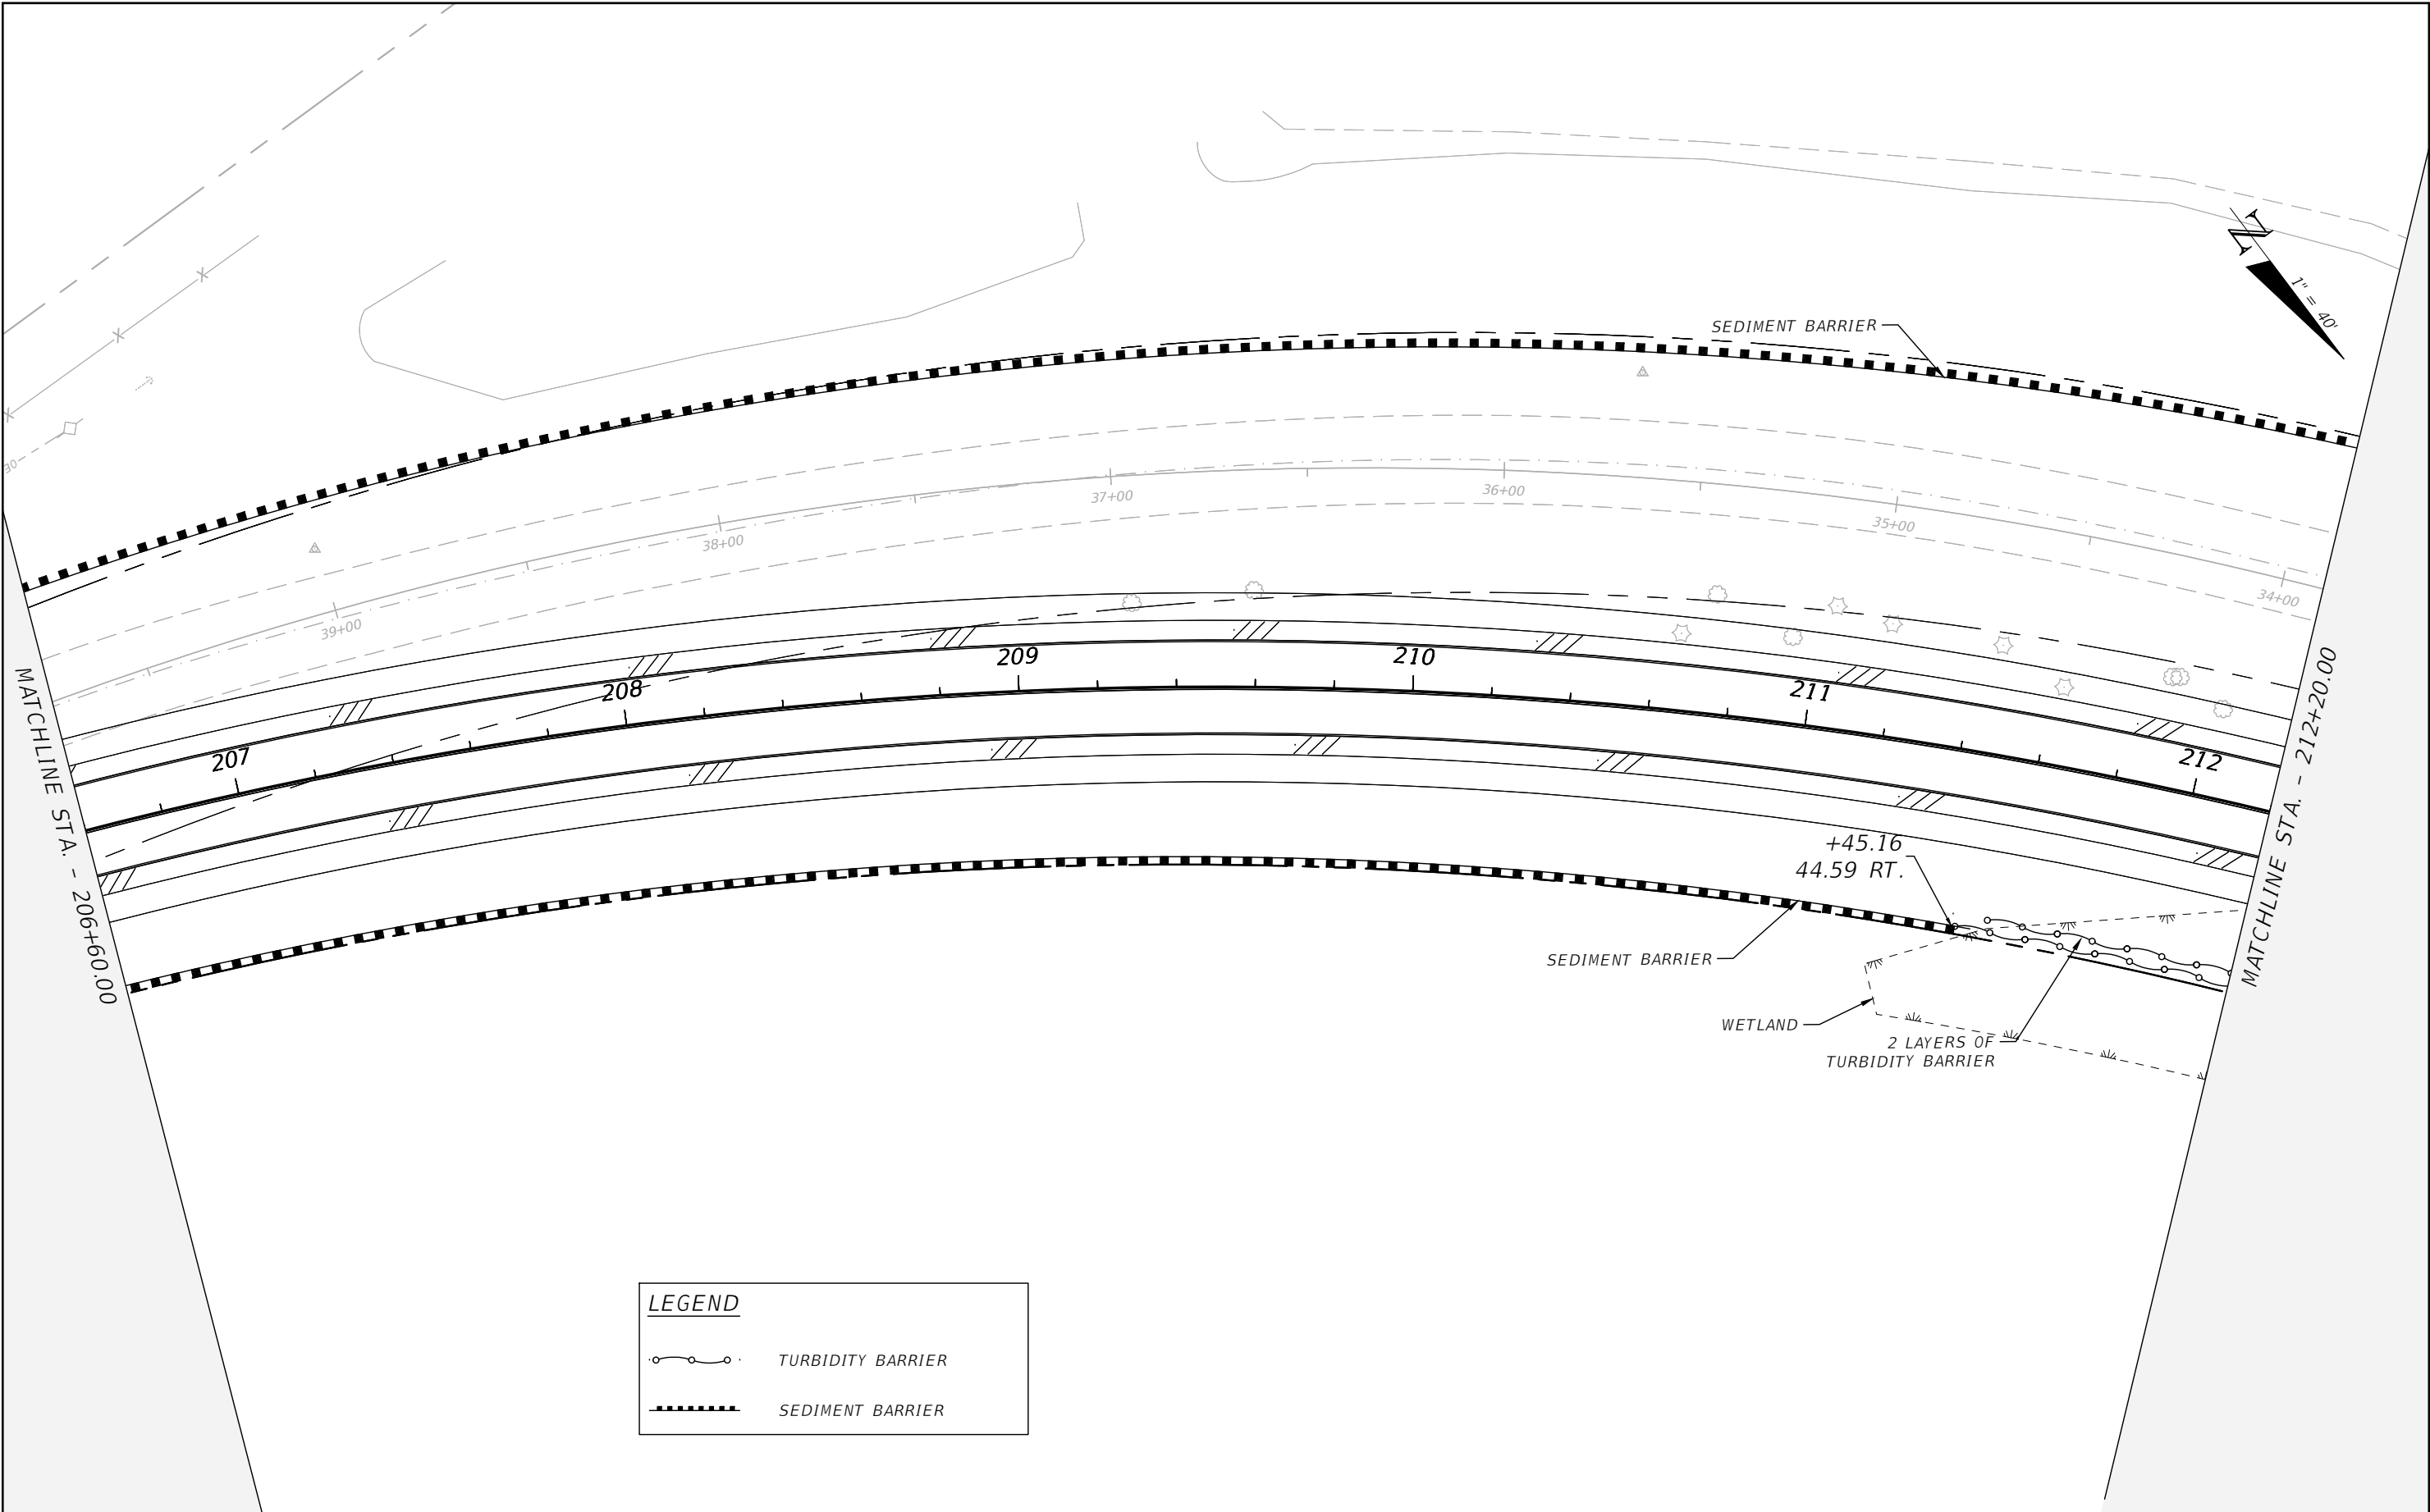 N
1" = 40'
SEDIMENT BARRIER
30
37+00
36+00
35+00
38+00
34+00
39+00
209
210
208
211
207
212
MATCHLINE STA. - 206+60.00
MATCHLINE STA. - 212+20.00
+45.16
44.59 RT.
SEDIMENT BARRIER
WETLAND
2 LAYERS OF
TURBIDITY BARRIER
LEGEND
TURBIDITY BARRIER
SEDIMENT BARRIER